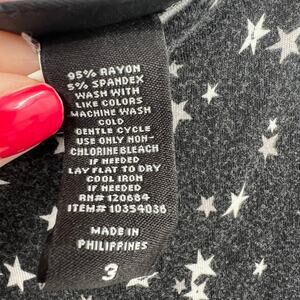 95% RAYON
5% SPANDEX
WASH WITH
LIKE COLORS
MACHINE WASH
COLD
GENTLE CYCLE
USE ONLY NON-
CHLORINE BLEACH
IF NEEDED
LAY FLAT TO DRY
COOL IRON
IF NEEDED
RN# 120684
ITEM# 10354036
MADE IN
PHILIPPINES
3